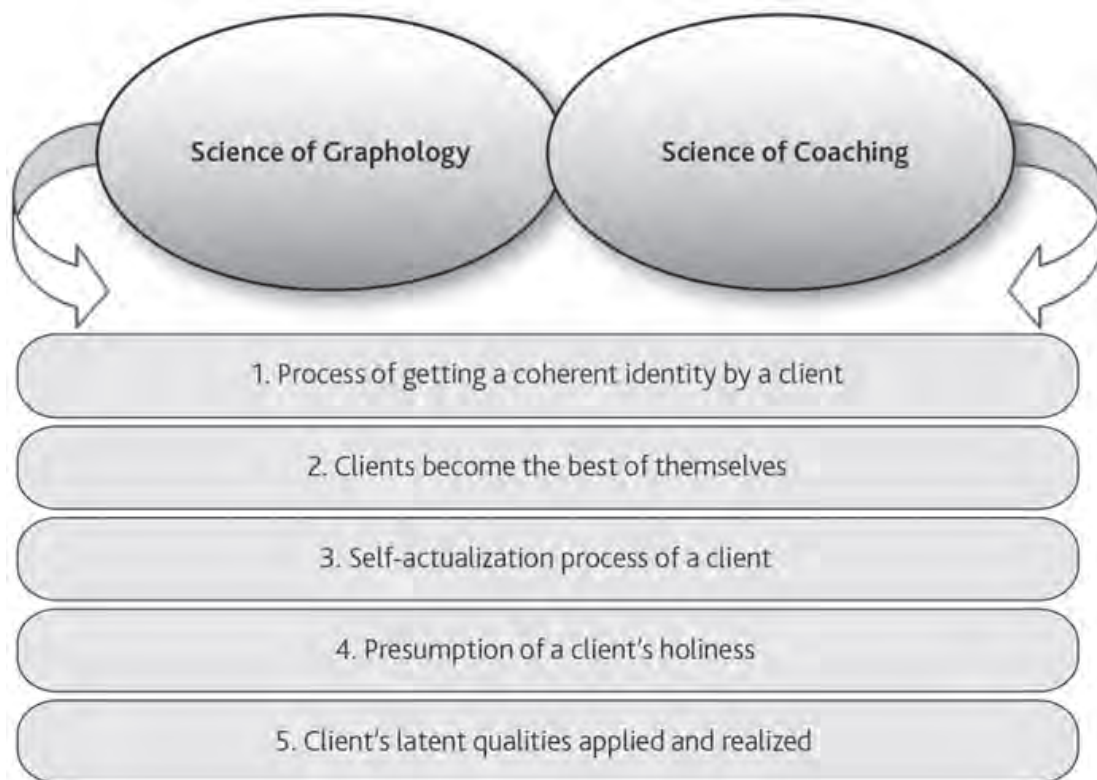 Science of Graphology
Science of Coaching
1. Process of getting a coherent identity by a client
2. Clients become the best of themselves
3. Self-actualization process of a client
4. Presumption of a client's holiness
5. Client's latent qualities applied and realized